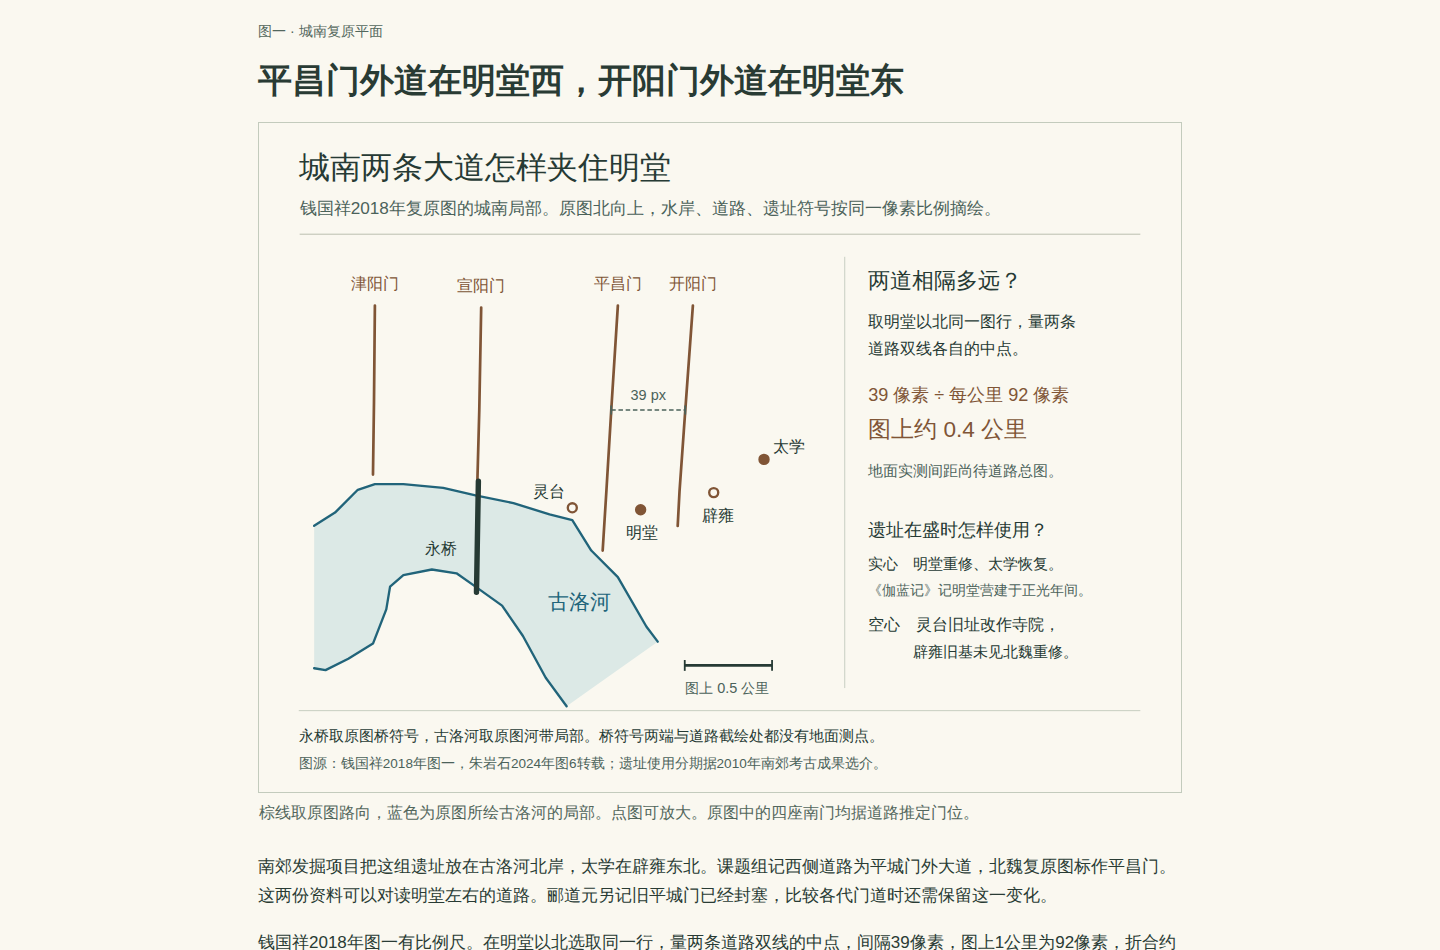 图一 · 城南复原平面
平昌门外道在明堂西，开阳门外道在明堂东
城南两条大道怎样夹住明堂
钱国祥2018年复原图的城南局部。原图北向上，水岸、道路、遗址符号按同一像素比例摘绘。
津阳门
宣阳门
平昌门
开阳门
39 px
太学
灵台
明堂
辟雍
永桥
古洛河
图上 0.5 公里
两道相隔多远？
取明堂以北同一图行，量两条
道路双线各自的中点。
39 像素 ÷ 每公里 92 像素
图上约 0.4 公里
地面实测间距尚待道路总图。
遗址在盛时怎样使用？
实心 明堂重修、太学恢复。
《伽蓝记》记明堂营建于正光年间。
空心 灵台旧址改作寺院，
辟雍旧基未见北魏重修。
永桥取原图桥符号，古洛河取原图河带局部。桥符号两端与道路截绘处都没有地面测点。
图源：钱国祥2018年图一，朱岩石2024年图6转载；遗址使用分期据2010年南郊考古成果选介。
棕线取原图路向，蓝色为原图所绘古洛河的局部。点图可放大。原图中的四座南门均据道路推定门位。
南郊发掘项目把这组遗址放在古洛河北岸，太学在辟雍东北。课题组记西侧道路为平城门外大道，北魏复原图标作平昌门。
这两份资料可以对读明堂左右的道路。郦道元另记旧平城门已经封塞，比较各代门道时还需保留这一变化。
钱国祥2018年图一有比例尺。在明堂以北选取同一行，量两条道路双线的中点，间隔39像素，图上1公里为92像素，折合约